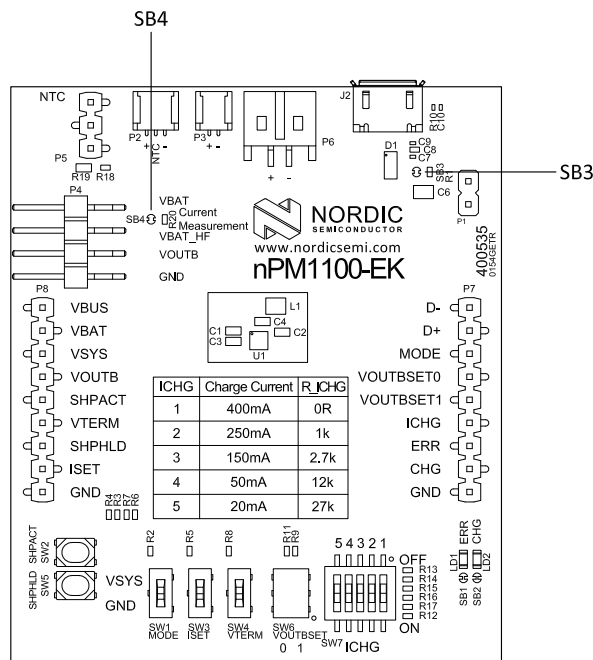 SB4
NTC
J2
R10
C10
P2
+ -
NTC
P3
+ -
P6
+ -
D1
C9
C8
C7
SB3
R1
SB3
C6
P1
P5
R19
R18
P4
SB4
R20
VBAT
Current
Measurement
VBAT_HF
VOUTB
GND
NORDIC
SEMICONDUCTOR
www.nordicsemi.com
nPM1100-EK
400535
0154GETR
P8
VBUS
VBAT
VSYS
VOUTB
SHPACT
VTERM
SHPHLD
ISET
GND
L1
C4
C1
C2
C3
U1
P7
D-
D+
MODE
VOUTBSET0
VOUTBSET1
ICHG
ERR
CHG
GND
ICHG Charge Current R_ICHG
1 400mA 0R
2 250mA 1k
3 150mA 2.7k
4 50mA 12k
5 20mA 27k
R4
R3
R7
R6
SHPACT
SW2
SHPHLD
SW5
VSYS
GND
R2
R5
R8
R11
R9
SW1
MODE
SW3
ISET
SW4
VTERM
SW6
VOUTBSET
0 1
5 4 3 2 1
OFF
R13
R14
R15
R16
R17
R12
ON
SW7
ICHG
ERR
CHG
LD1
LD2
SB1
SB2